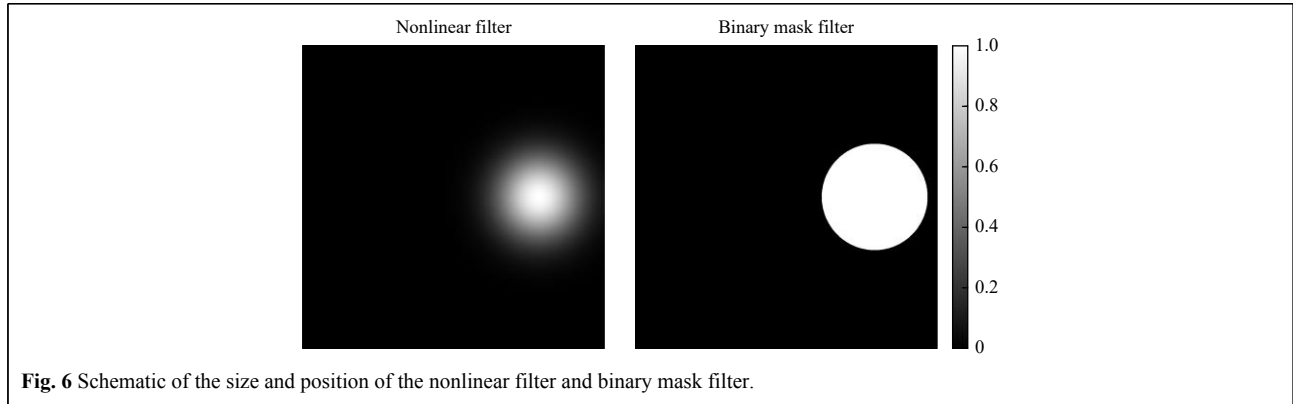 Nonlinear filter
Binary mask filter
1.0
0.8
0.6
0.4
0.2
0
Fig. 6 Schematic of the size and position of the nonlinear filter and binary mask filter.